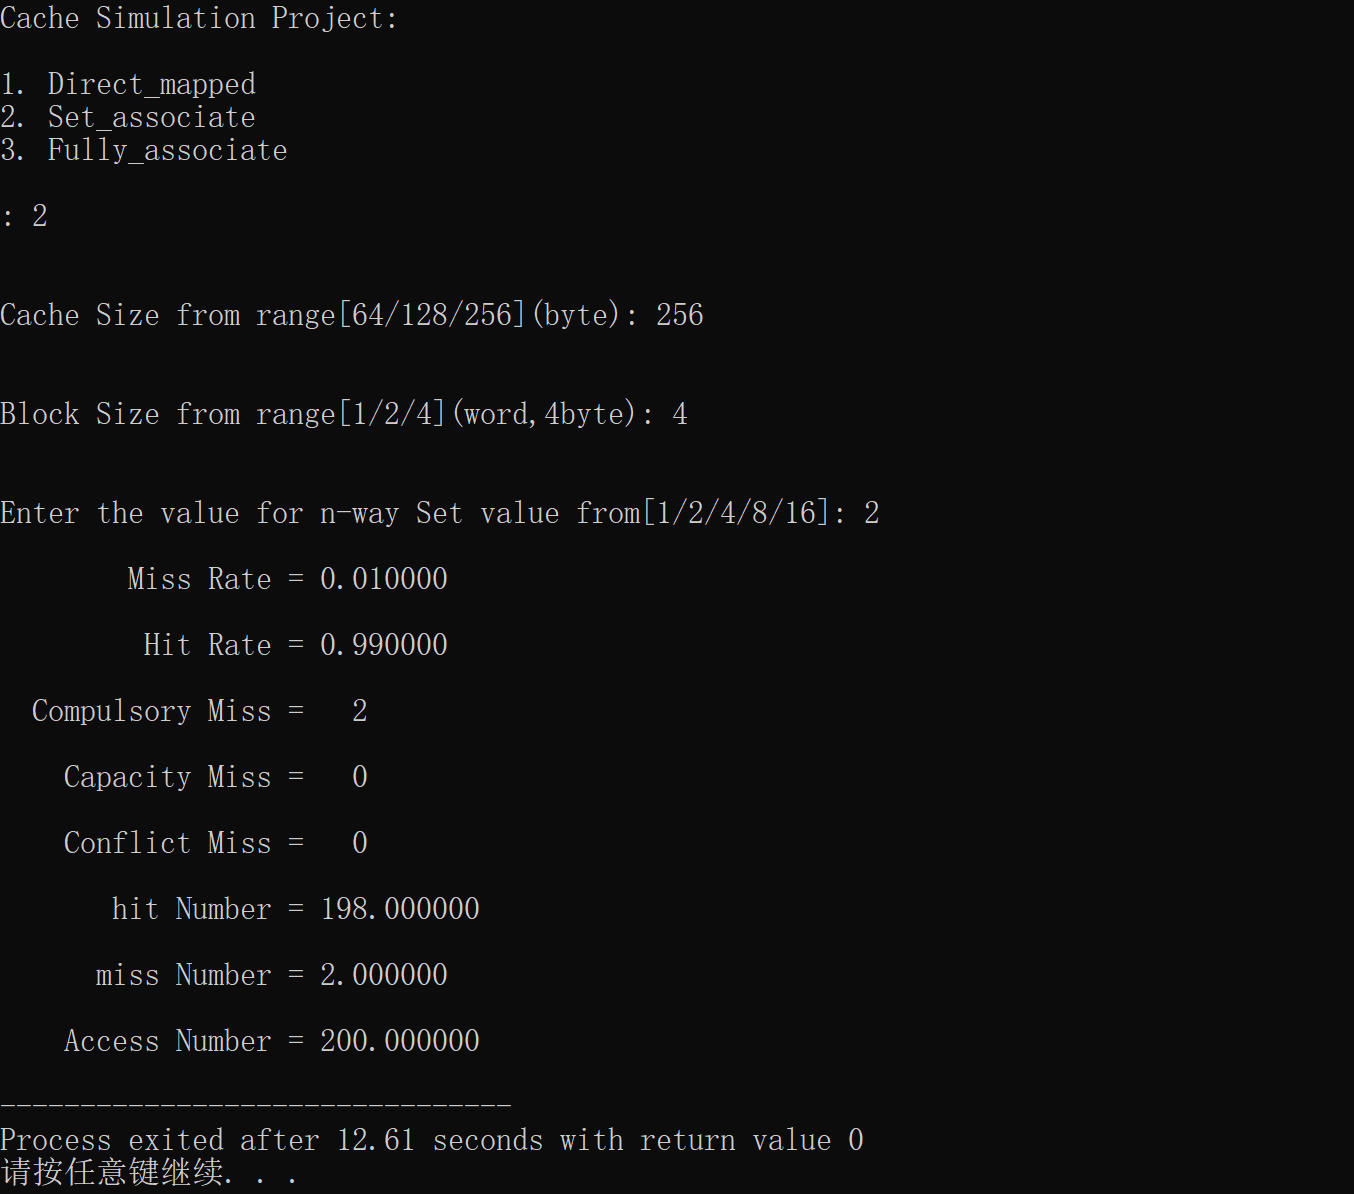 Cache Simulation Project:
1. Direct_mapped
2. Set_associate
3. Fully_associate
: 2
Cache Size from range[64/128/256](byte): 256
Block Size from range[1/2/4](word,4byte): 4
Enter the value for n-way Set value from[1/2/4/8/16]: 2
Miss Rate = 0.010000
Hit Rate = 0.990000
Compulsory Miss =   2
Capacity Miss =   0
Conflict Miss =   0
hit Number = 198.000000
miss Number = 2.000000
Access Number = 200.000000
--------------------------------
Process exited after 12.61 seconds with return value 0
请按任意键继续. . .